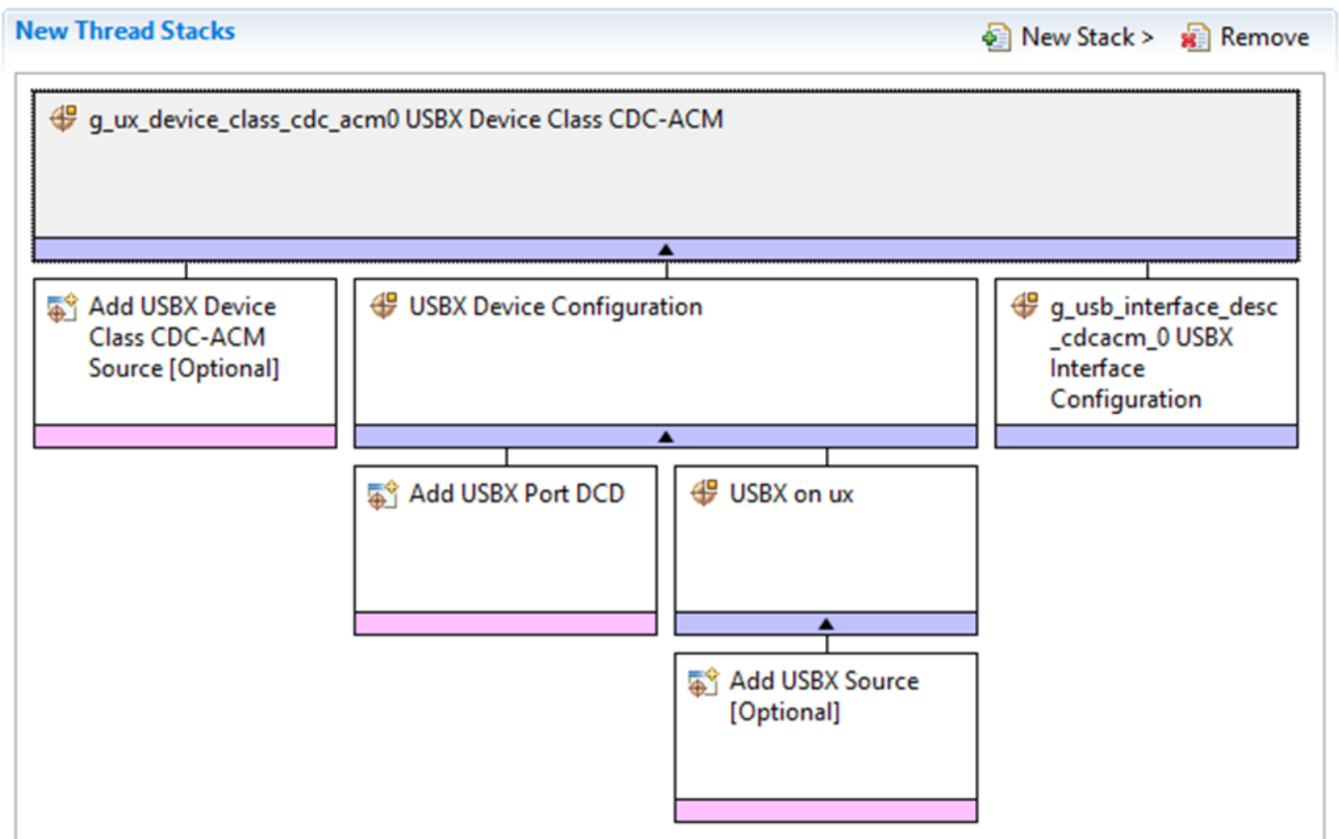 New Thread Stacks
New Stack >
Remove
g_ux_device_class_cdc_acm0 USBX Device Class CDC-ACM
Add USBX Device
Class CDC-ACM
Source [Optional]
USBX Device Configuration
g_usb_interface_desc
_cdcacm_0 USBX
Interface
Configuration
Add USBX Port DCD
USBX on ux
Add USBX Source
[Optional]